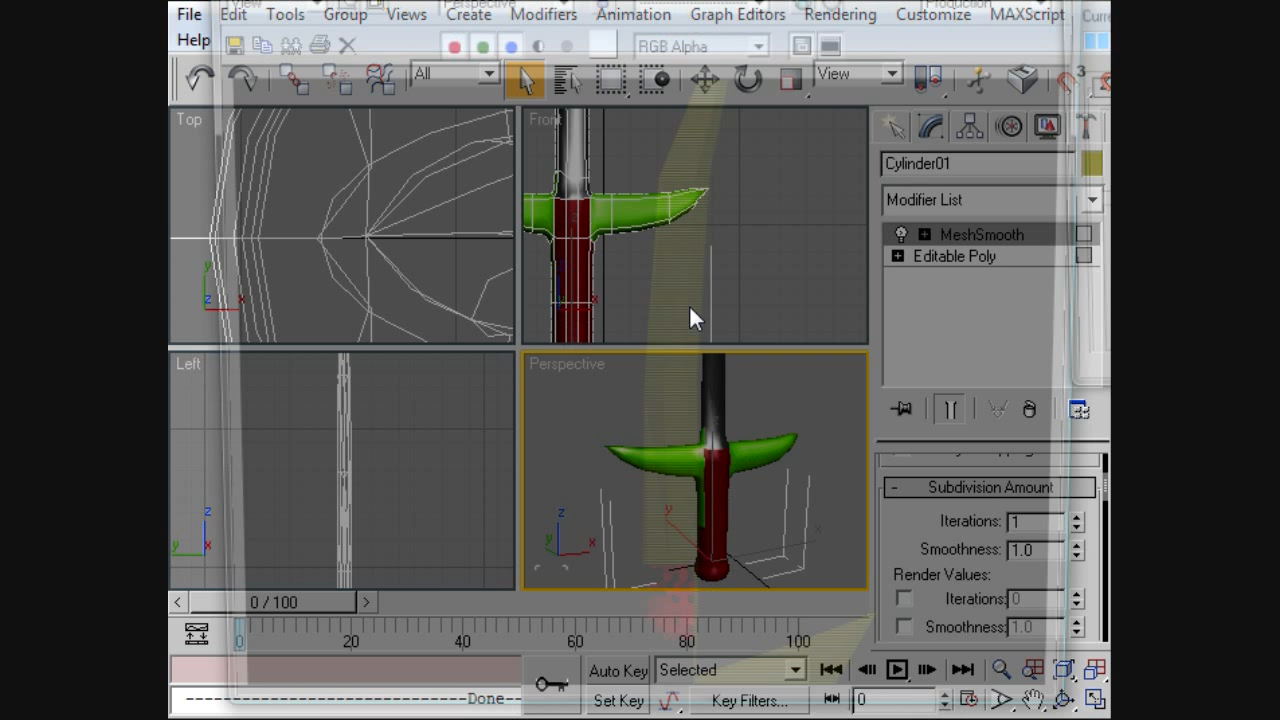 File Edit Tools Group Views Create Modifiers Animation Graph Editors Rendering Customize MAXScript
Help
RGB Alpha
All
View
3
Top
Front
Cylinder01
Modifier List
MeshSmooth
Editable Poly
Left
Perspective
Subdivision Amount
Iterations: 1
Smoothness: 1.0
Render Values:
Iterations: 0
Smoothness: 1.0
0 / 100
0 20 40 60 80 100
Auto Key Selected
Done
Set Key Key Filters... 0